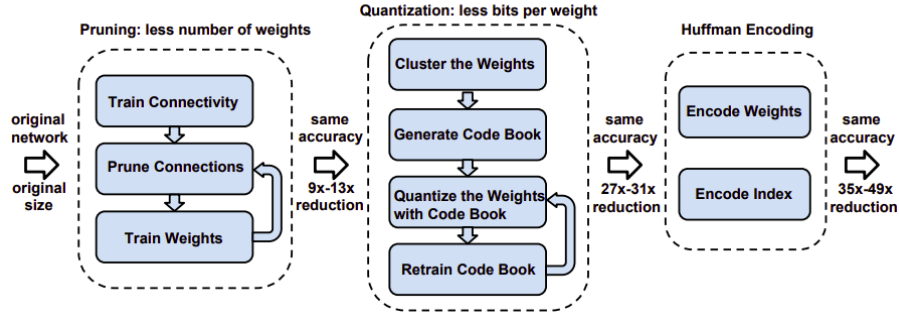 Pruning: less number of weights
Train Connectivity
Prune Connections
Train Weights
original
network
original
size
same
accuracy
9x-13x
reduction
Quantization: less bits per weight
Cluster the Weights
Generate Code Book
Quantize the Weights
with Code Book
Retrain Code Book
same
accuracy
27x-31x
reduction
Huffman Encoding
Encode Weights
Encode Index
same
accuracy
35x-49x
reduction